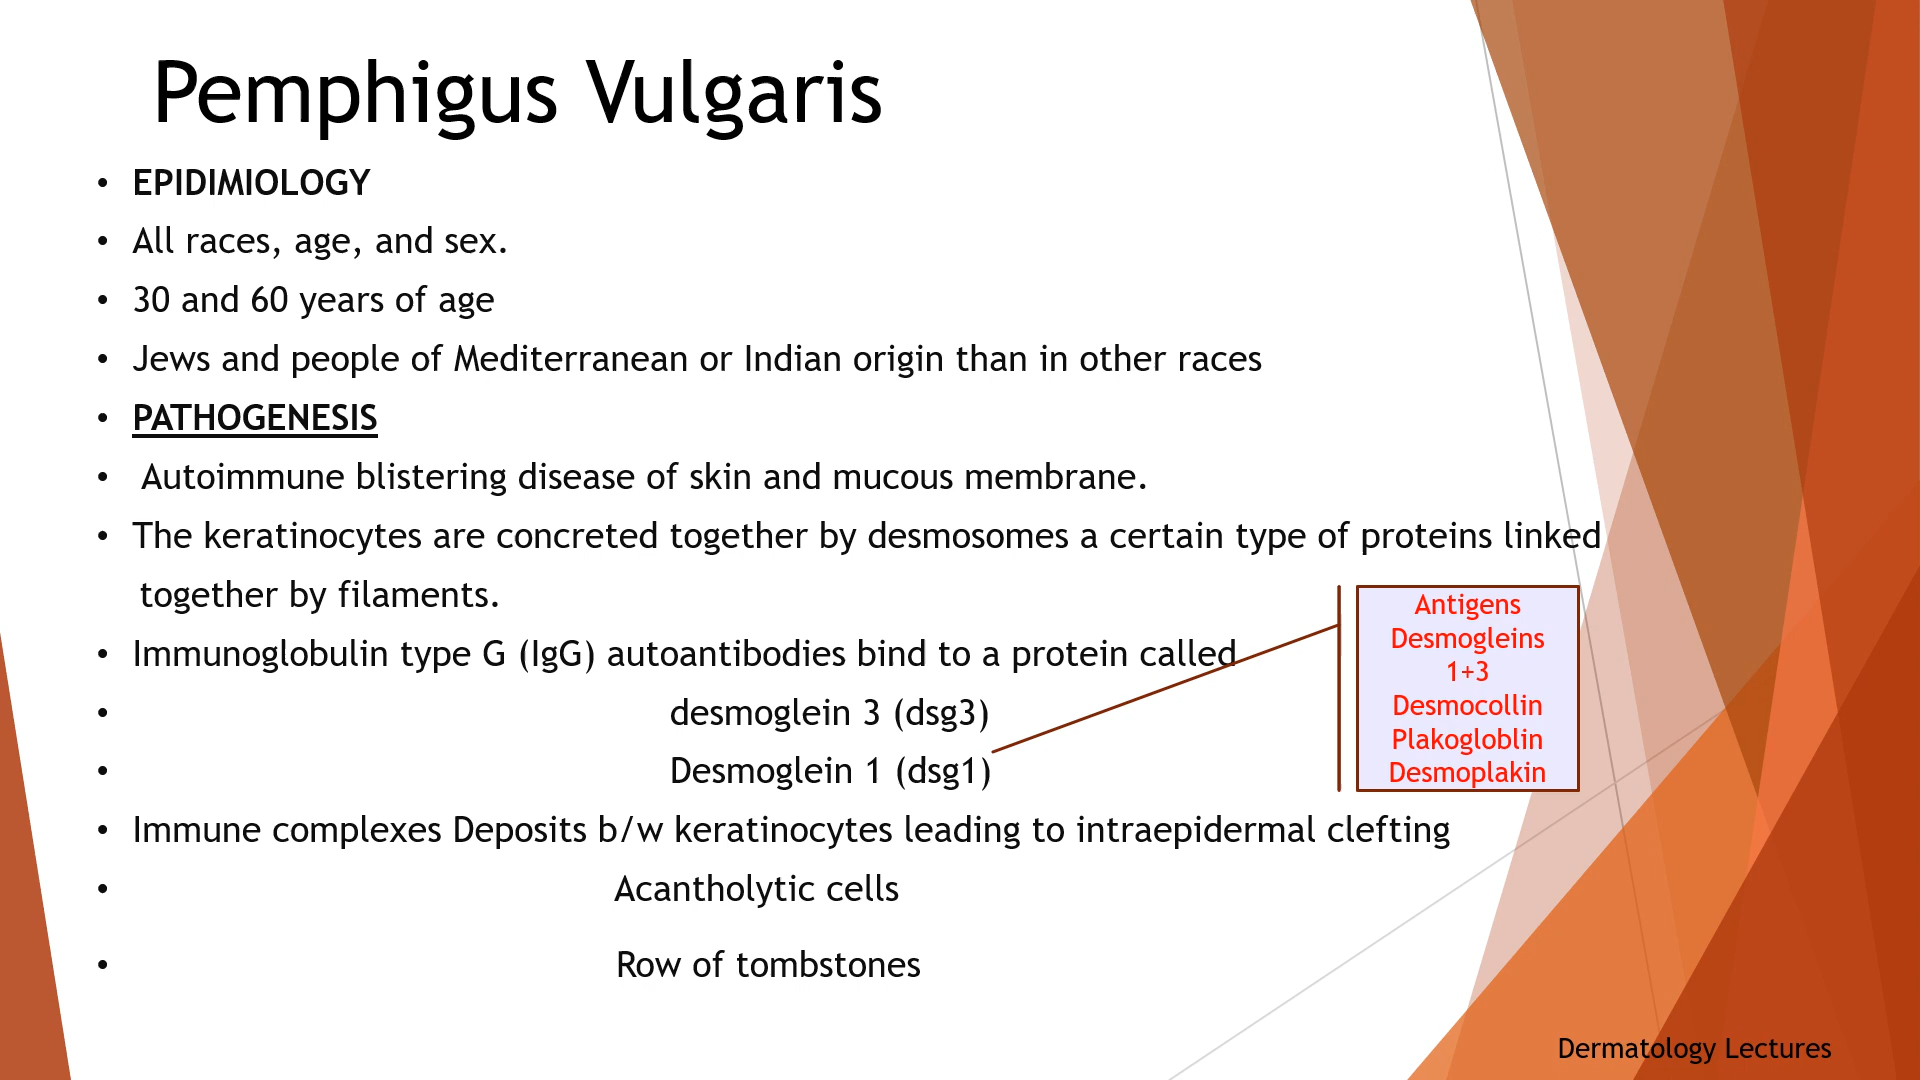 Pemphigus Vulgaris
• EPIDIMIOLOGY
• All races, age, and sex.
• 30 and 60 years of age
• Jews and people of Mediterranean or Indian origin than in other races
• PATHOGENESIS
• Autoimmune blistering disease of skin and mucous membrane.
• The keratinocytes are concreted together by desmosomes a certain type of proteins linked
together by filaments.
• Immunoglobulin type G (IgG) autoantibodies bind to a protein called
• desmoglein 3 (dsg3)
• Desmoglein 1 (dsg1)
Antigens
Desmogleins
1+3
Desmocollin
Plakogloblin
Desmoplakin
• Immune complexes Deposits b/w keratinocytes leading to intraepidermal clefting
• Acantholytic cells
• Row of tombstones
Dermatology Lectures